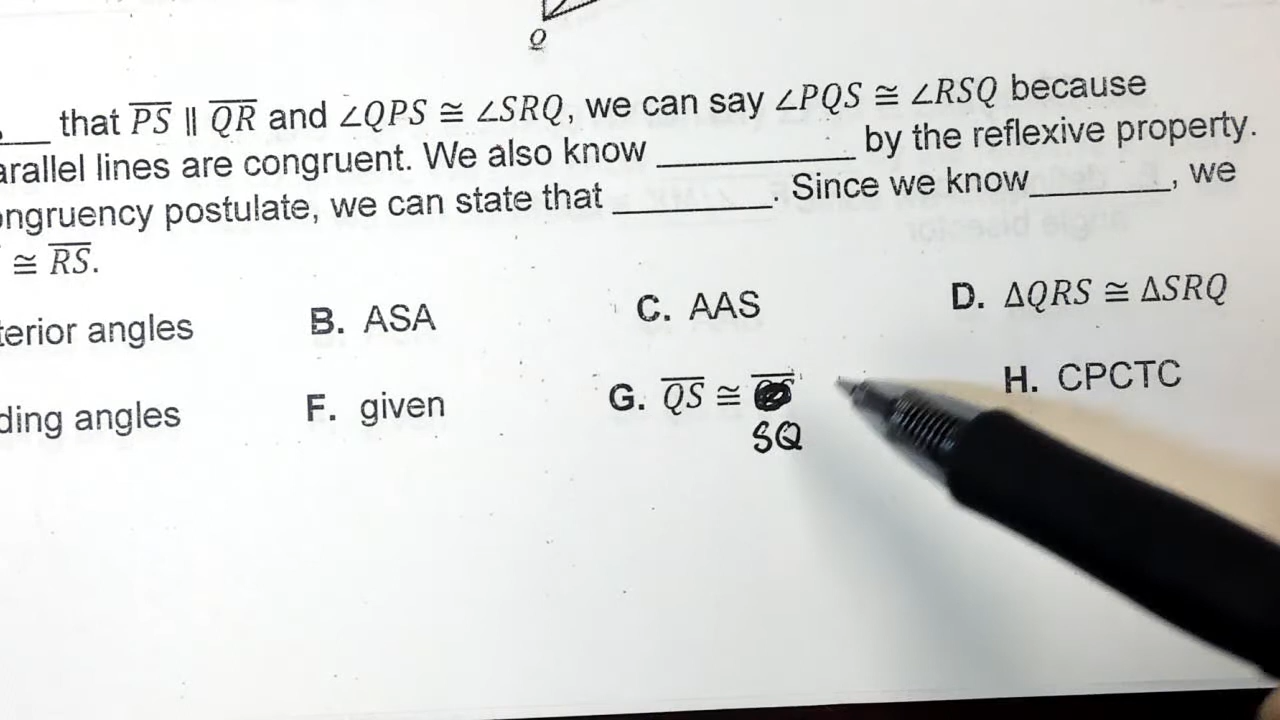 Q
that PS ∥ QR and ∠QPS ≅ ∠SRQ, we can say ∠PQS ≅ ∠RSQ because
arallel lines are congruent. We also know __________ by the reflexive property.
ongruency postulate, we can state that ________. Since we know_______, we
≅ RS.
terior angles B. ASA C. AAS D. ΔQRS ≅ ΔSRQ
ding angles F. given G. QS ≅ H. CPCTC
SQ